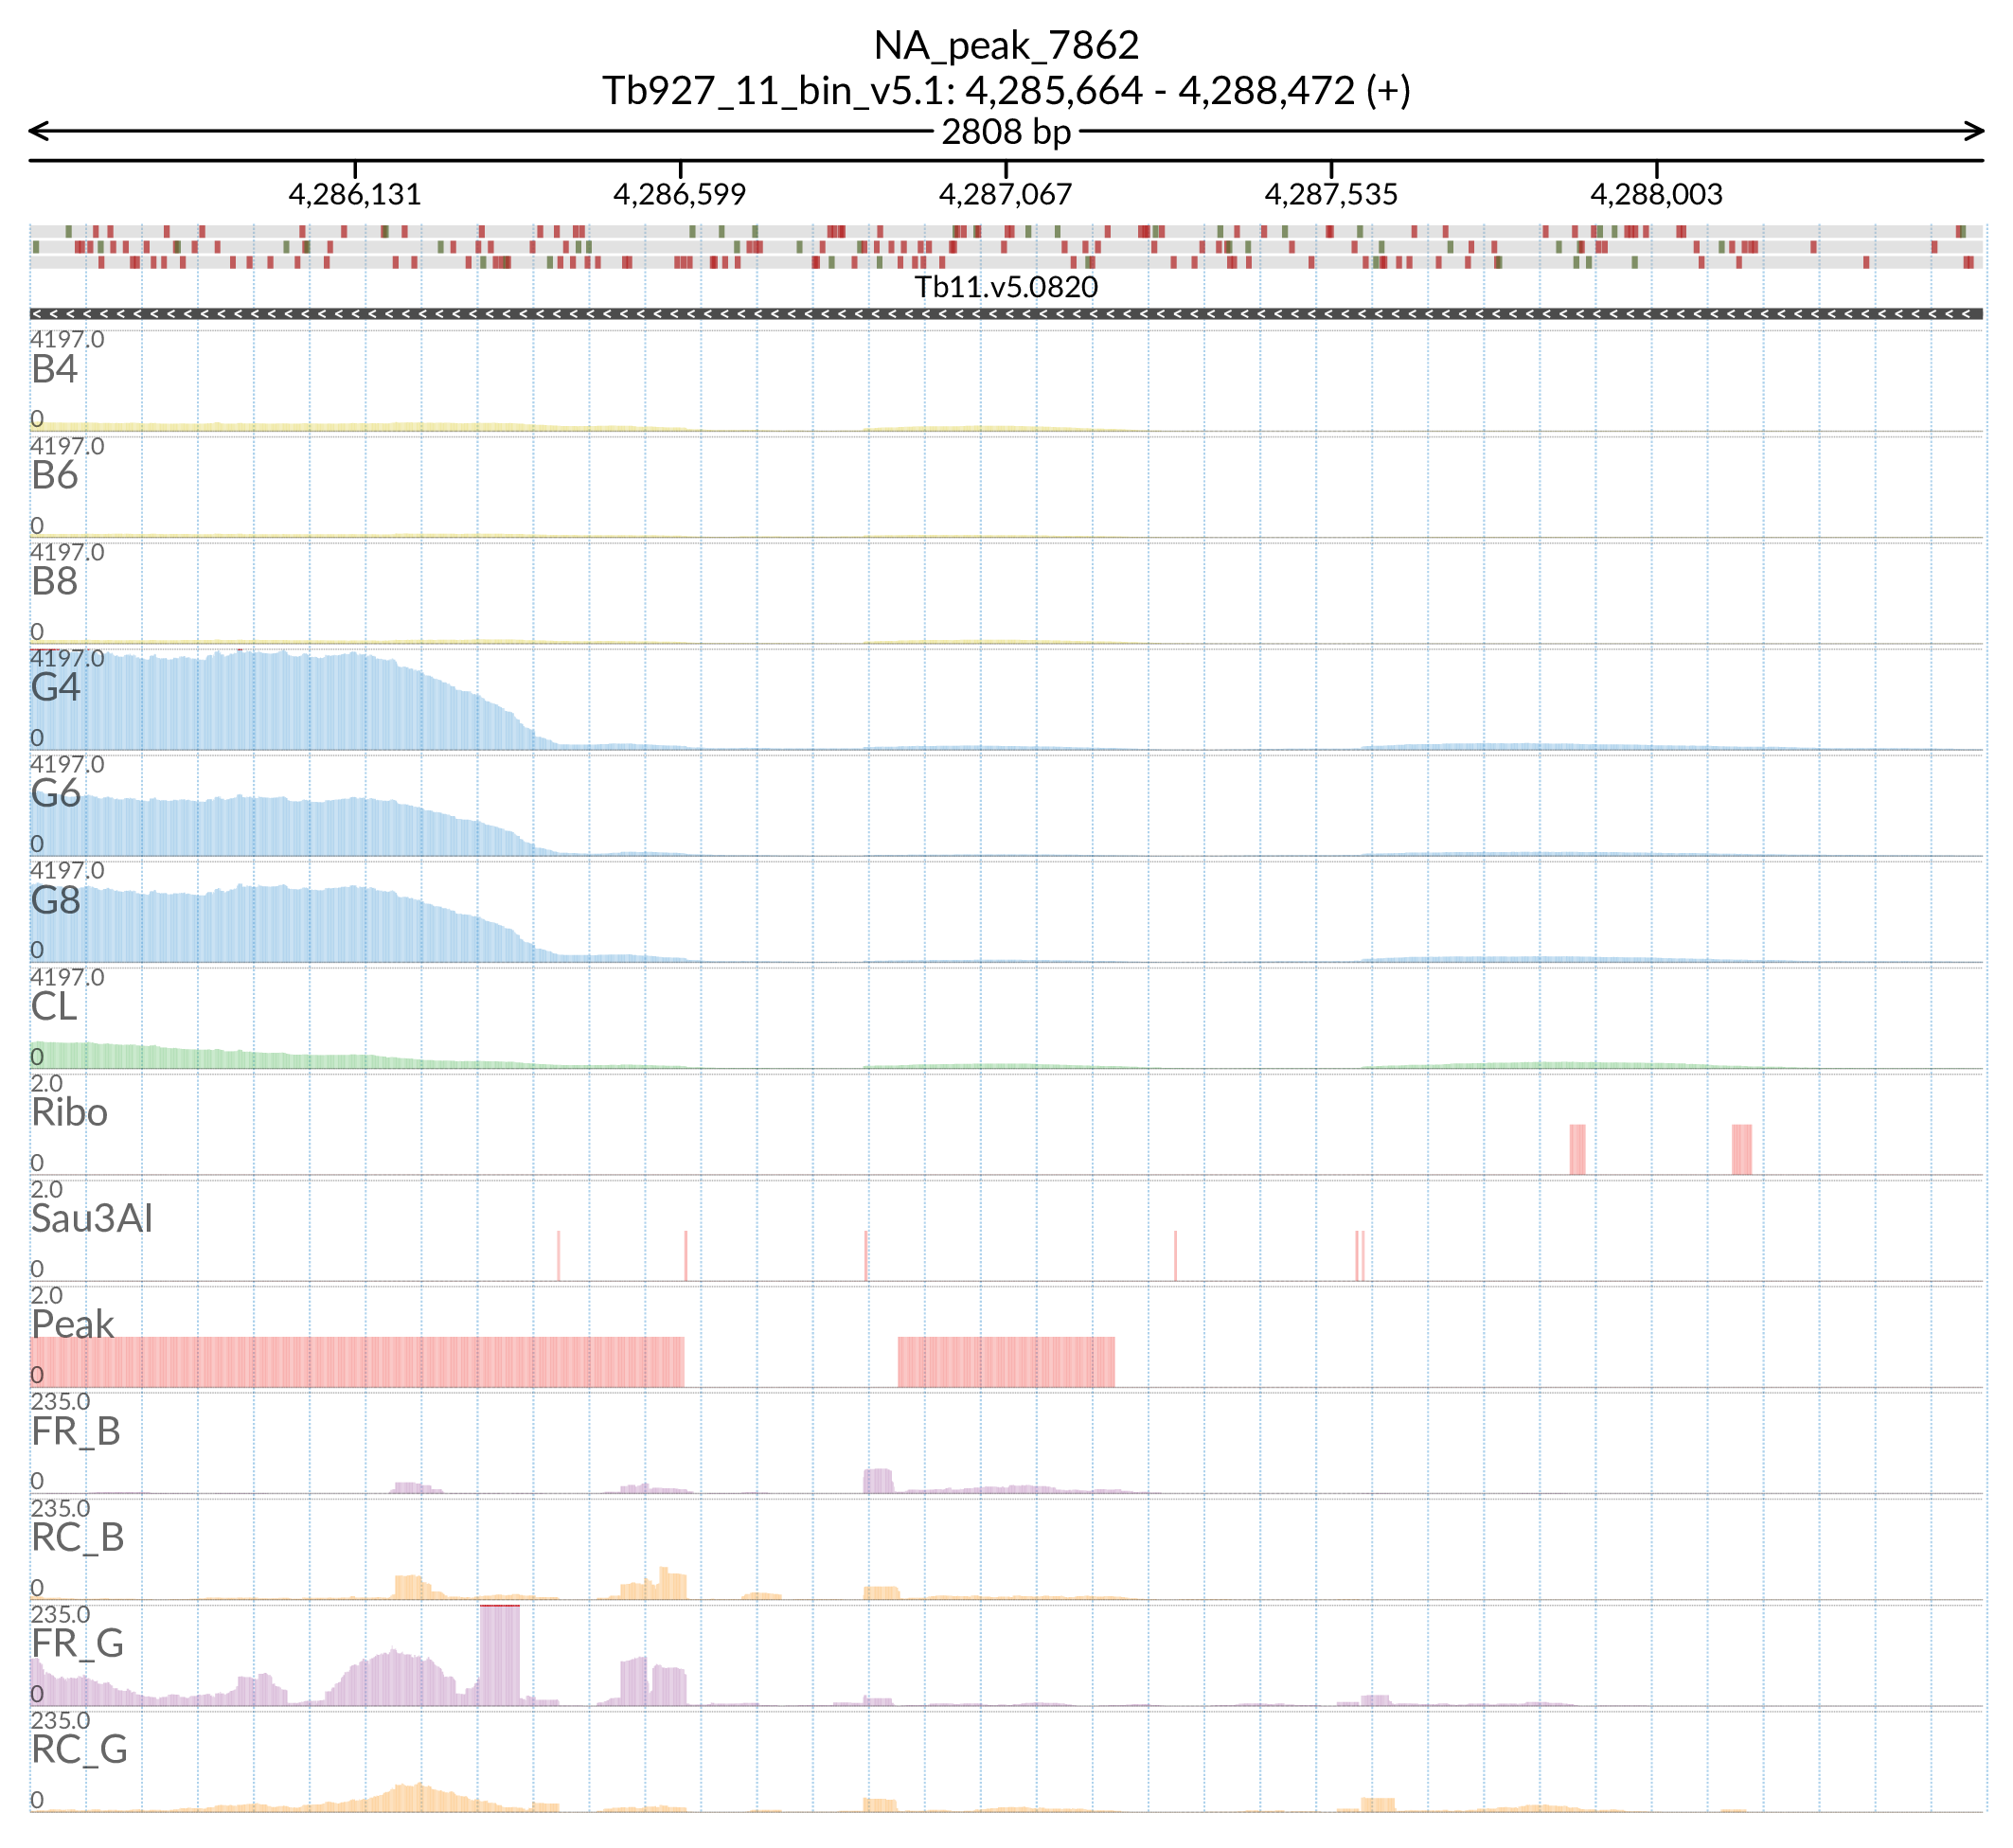 NA_peak_7862
Tb927_11_bin_v5.1: 4,285,664 - 4,288,472 (+)
2808 bp
4,286,131 4,286,599 4,287,067 4,287,535 4,288,003
Tb11.v5.0820
4197.0
B4
0
4197.0
B6
0
4197.0
B8
0
4197.0
G4
0
4197.0
G6
0
4197.0
G8
0
4197.0
CL
0
2.0
Ribo
0
2.0
Sau3AI
0
2.0
Peak
0
235.0
FR_B
0
235.0
RC_B
0
235.0
FR_G
0
235.0
RC_G
0